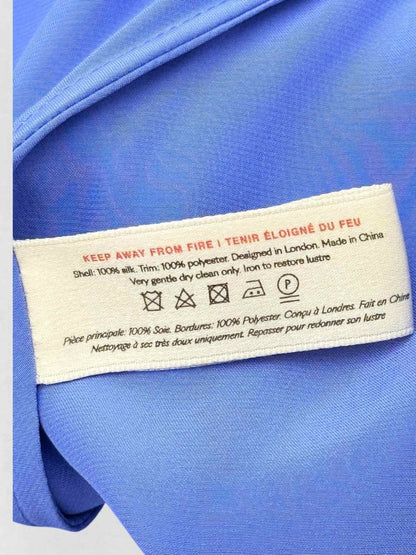 KEEP AWAY FROM FIRE I TENIR ÉLOIGNÉ DU FEU
Shell: 100% silk. Trim: 100% polyester. Designed in London. Made in China
Very gentle dry clean only. Iron to restore lustre
P
Pièce principale: 100% Soie. Bordures: 100% Polyester. Conçu à Londres. Fait en Chine
Nettoyage à sec très doux uniquement. Repasser pour redonner son lustre